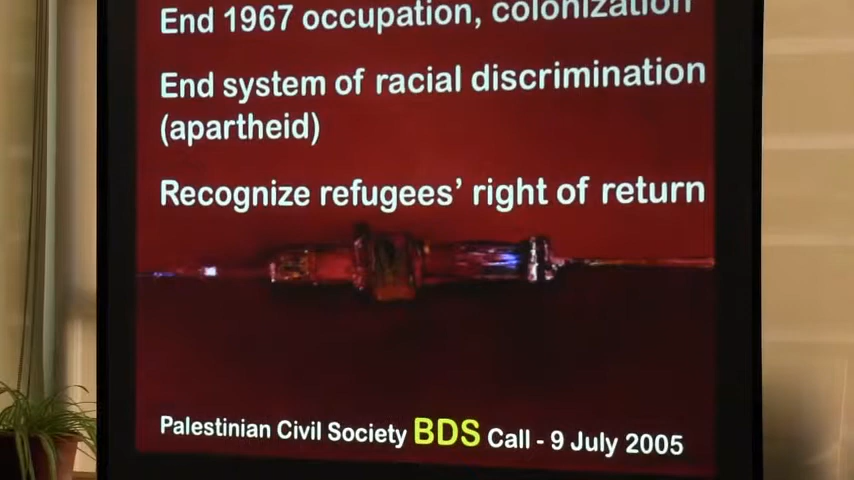 End 1967 occupation, colonization
End system of racial discrimination
(apartheid)
Recognize refugees’ right of return
Palestinian Civil Society BDS Call - 9 July 2005